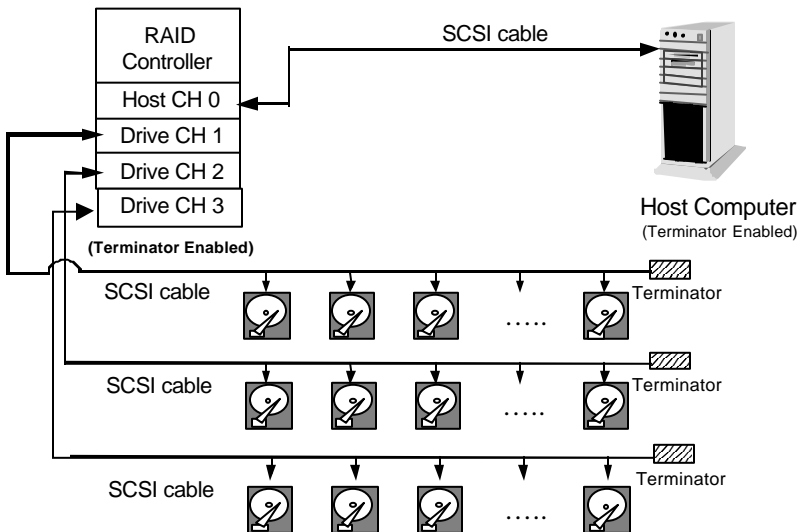 RAID
Controller
SCSI cable
Host CH 0
Drive CH 1
Drive CH 2
Drive CH 3
(Terminator Enabled)
Host Computer
(Terminator Enabled)
SCSI cable
Terminator
.....
SCSI cable
Terminator
.....
SCSI cable
Terminator
.....